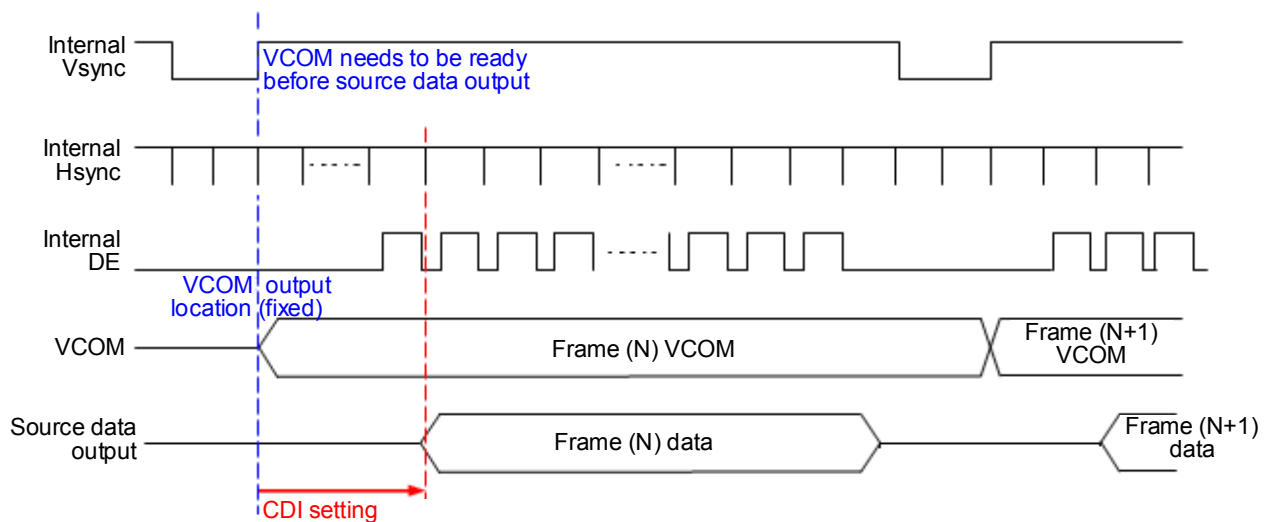 Internal
Vsync
VCOM needs to be ready
before source data output
Internal
Hsync
Internal
DE
VCOM output
location (fixed)
VCOM
Frame (N) VCOM
Frame (N+1)
VCOM
Source data
output
Frame (N) data
Frame (N+1)
data
CDI setting